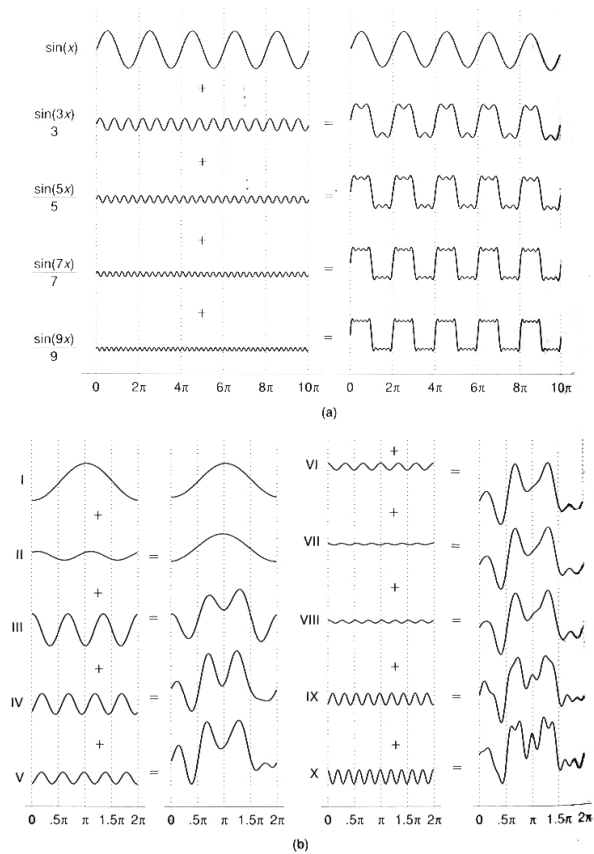 sin(x)
+
sin(3x)
3
=
+
sin(5x)
5
=
+
sin(7x)
7
=
+
sin(9x)
9
=
0 2π 4π 6π 8π 10π 0 2π 4π 6π 8π 10π
(a)
I
+
II =
+
III =
+
IV =
+
V =
0 .5π π 1.5π 2π 0 .5π π 1.5π 2π
+
VI =
+
VII =
+
VIII =
+
IX =
+
X =
0 .5π π 1.5π 2π 0 .5π π 1.5π 2π
(b)